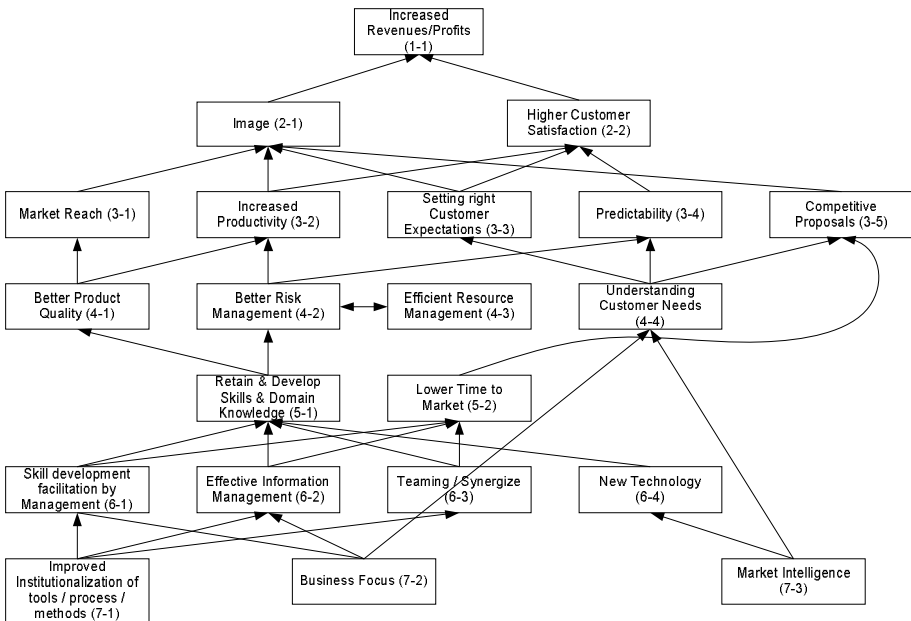 Increased
Revenues/Profits
(1-1)
Image (2-1)
Higher Customer
Satisfaction (2-2)
Market Reach (3-1)
Increased
Productivity (3-2)
Setting right
Customer
Expectations (3-3)
Predictability (3-4)
Competitive
Proposals (3-5)
Better Product
Quality (4-1)
Better Risk
Management (4-2)
Efficient Resource
Management (4-3)
Understanding
Customer Needs
(4-4)
Retain & Develop
Skills & Domain
Knowledge (5-1)
Lower Time to
Market (5-2)
Skill development
facilitation by
Management (6-1)
Effective Information
Management (6-2)
Teaming / Synergize
(6-3)
New Technology
(6-4)
Improved
Institutionalization of
tools / process /
methods (7-1)
Business Focus (7-2)
Market Intelligence
(7-3)